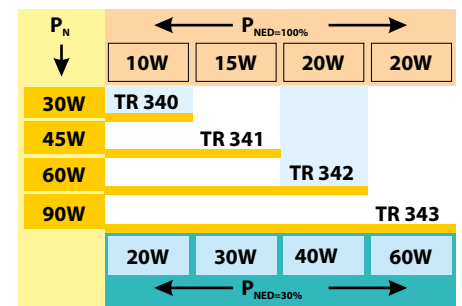 P_N P_NED=100%
10W 15W 20W 20W
30W TR 340
45W TR 341
60W TR 342
90W TR 343
20W 30W 40W 60W
P_NED=30%